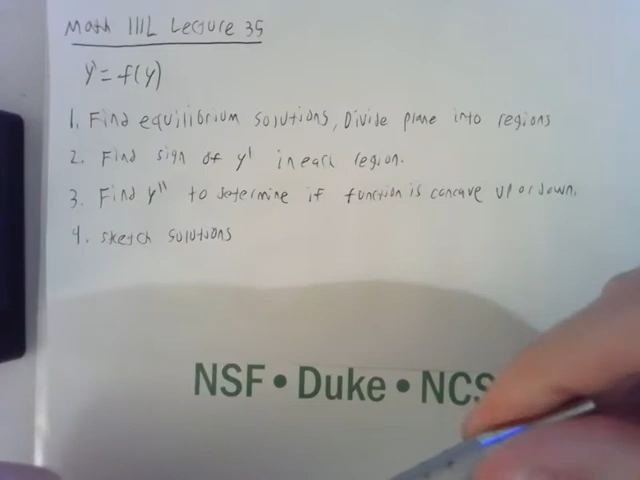 Math 111L Lecture 35
y' = f(y)
1. Find equilibrium solutions, Divide plane into regions
2. Find sign of y' in each region.
3. Find y'' to determine if function is concave up or down.
4. sketch solutions
NSF • Duke • NCS